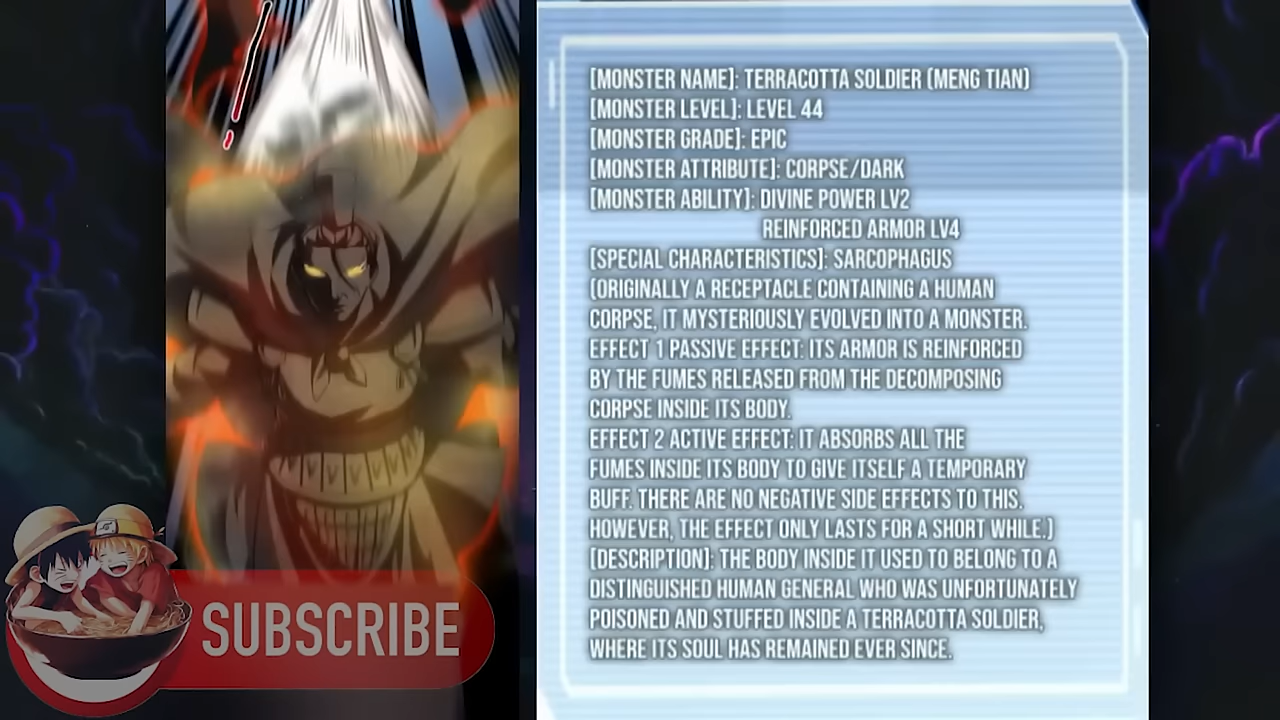 [MONSTER NAME]: TERRACOTTA SOLDIER (MENG TIAN)
[MONSTER LEVEL]: LEVEL 44
[MONSTER GRADE]: EPIC
[MONSTER ATTRIBUTE]: CORPSE/DARK
[MONSTER ABILITY]: DIVINE POWER LV2
REINFORCED ARMOR LV4
[SPECIAL CHARACTERISTICS]: SARCOPHAGUS
(ORIGINALLY A RECEPTACLE CONTAINING A HUMAN
CORPSE, IT MYSTERIOUSLY EVOLVED INTO A MONSTER.
EFFECT 1 PASSIVE EFFECT: ITS ARMOR IS REINFORCED
BY THE FUMES RELEASED FROM THE DECOMPOSING
CORPSE INSIDE ITS BODY.
EFFECT 2 ACTIVE EFFECT: IT ABSORBS ALL THE
FUMES INSIDE ITS BODY TO GIVE ITSELF A TEMPORARY
BUFF. THERE ARE NO NEGATIVE SIDE EFFECTS TO THIS.
HOWEVER, THE EFFECT ONLY LASTS FOR A SHORT WHILE.)
[DESCRIPTION]: THE BODY INSIDE IT USED TO BELONG TO A
DISTINGUISHED HUMAN GENERAL WHO WAS UNFORTUNATELY
POISONED AND STUFFED INSIDE A TERRACOTTA SOLDIER,
WHERE ITS SOUL HAS REMAINED EVER SINCE.
SUBSCRIBE